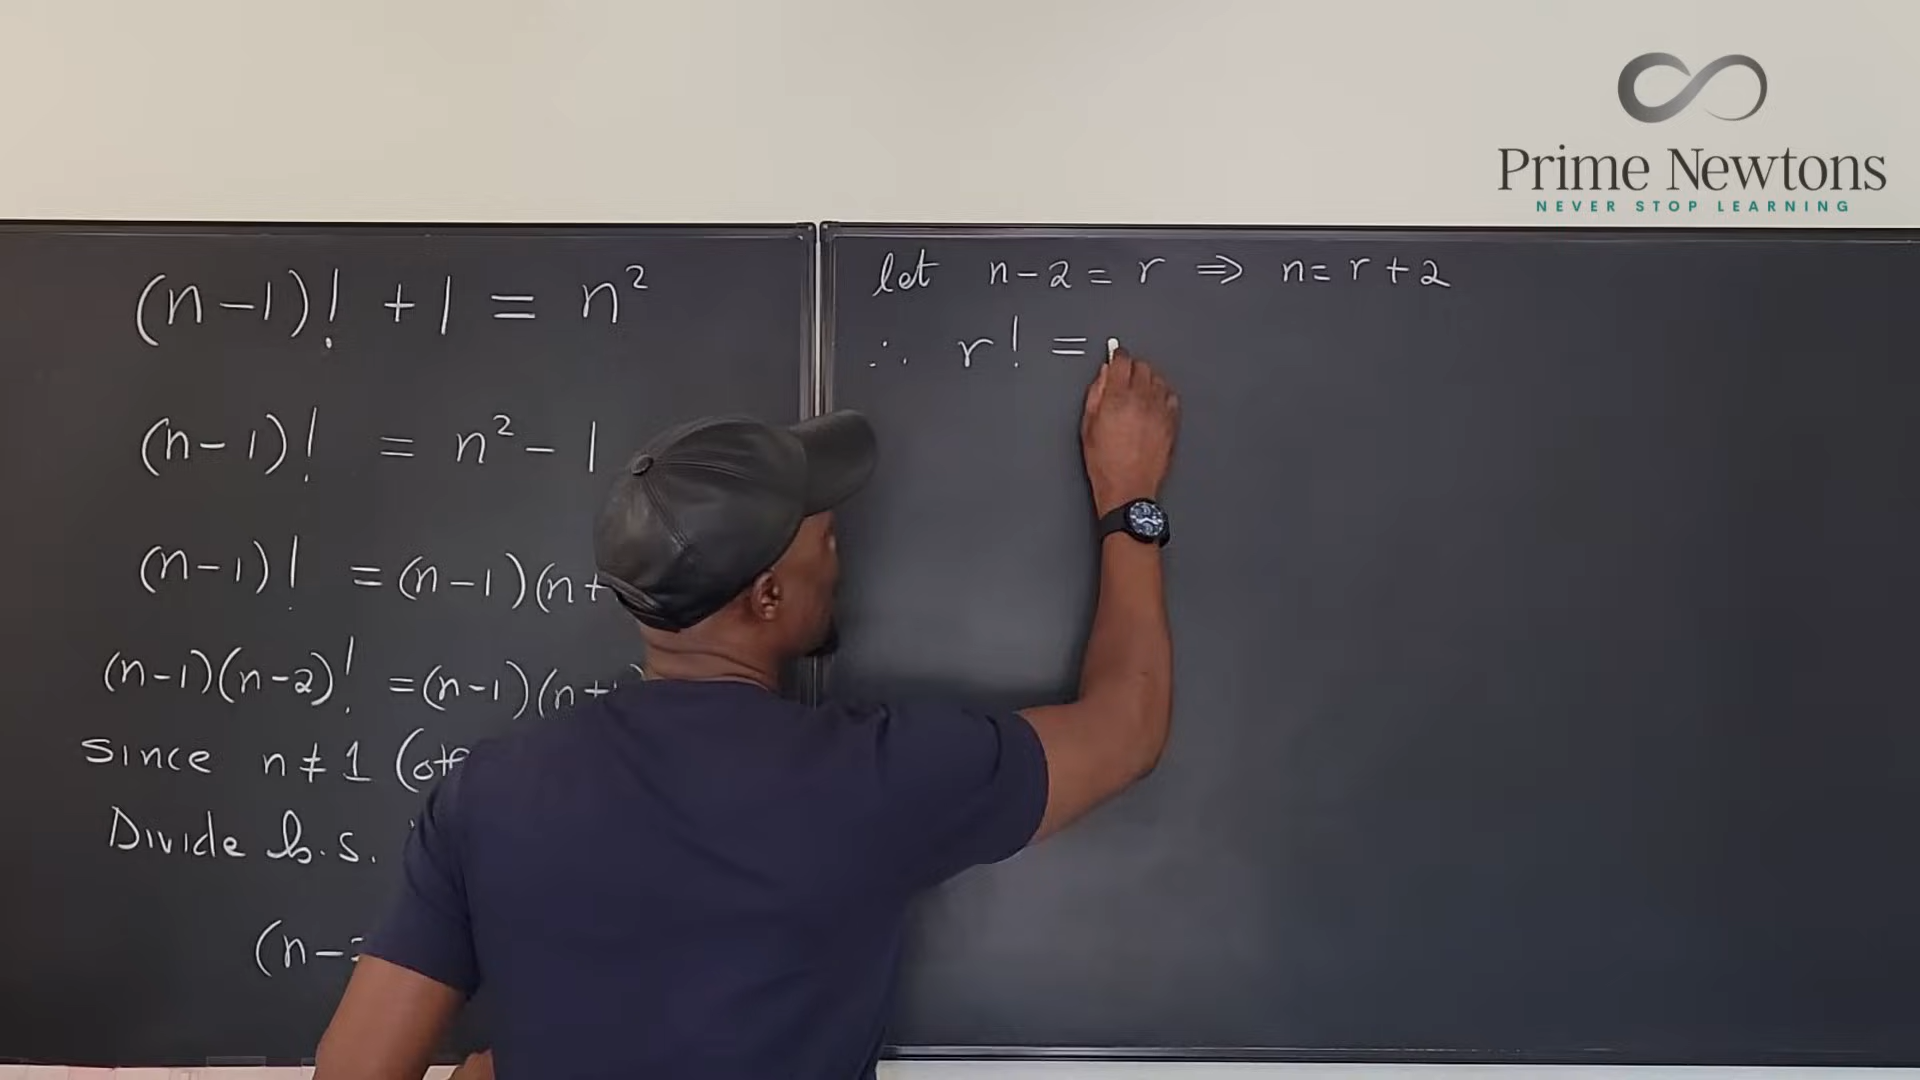 Prime Newtons
NEVER STOP LEARNING
(n-1)! + 1 = n²
(n-1)! = n² - 1
(n-1)! = (n-1)(n+
(n-1)(n-2)! = (n-1)(n+
Since n ≠ 1
Divide b.s.
(n-
let n-2 = r ⇒ n = r + 2
∴ r! =